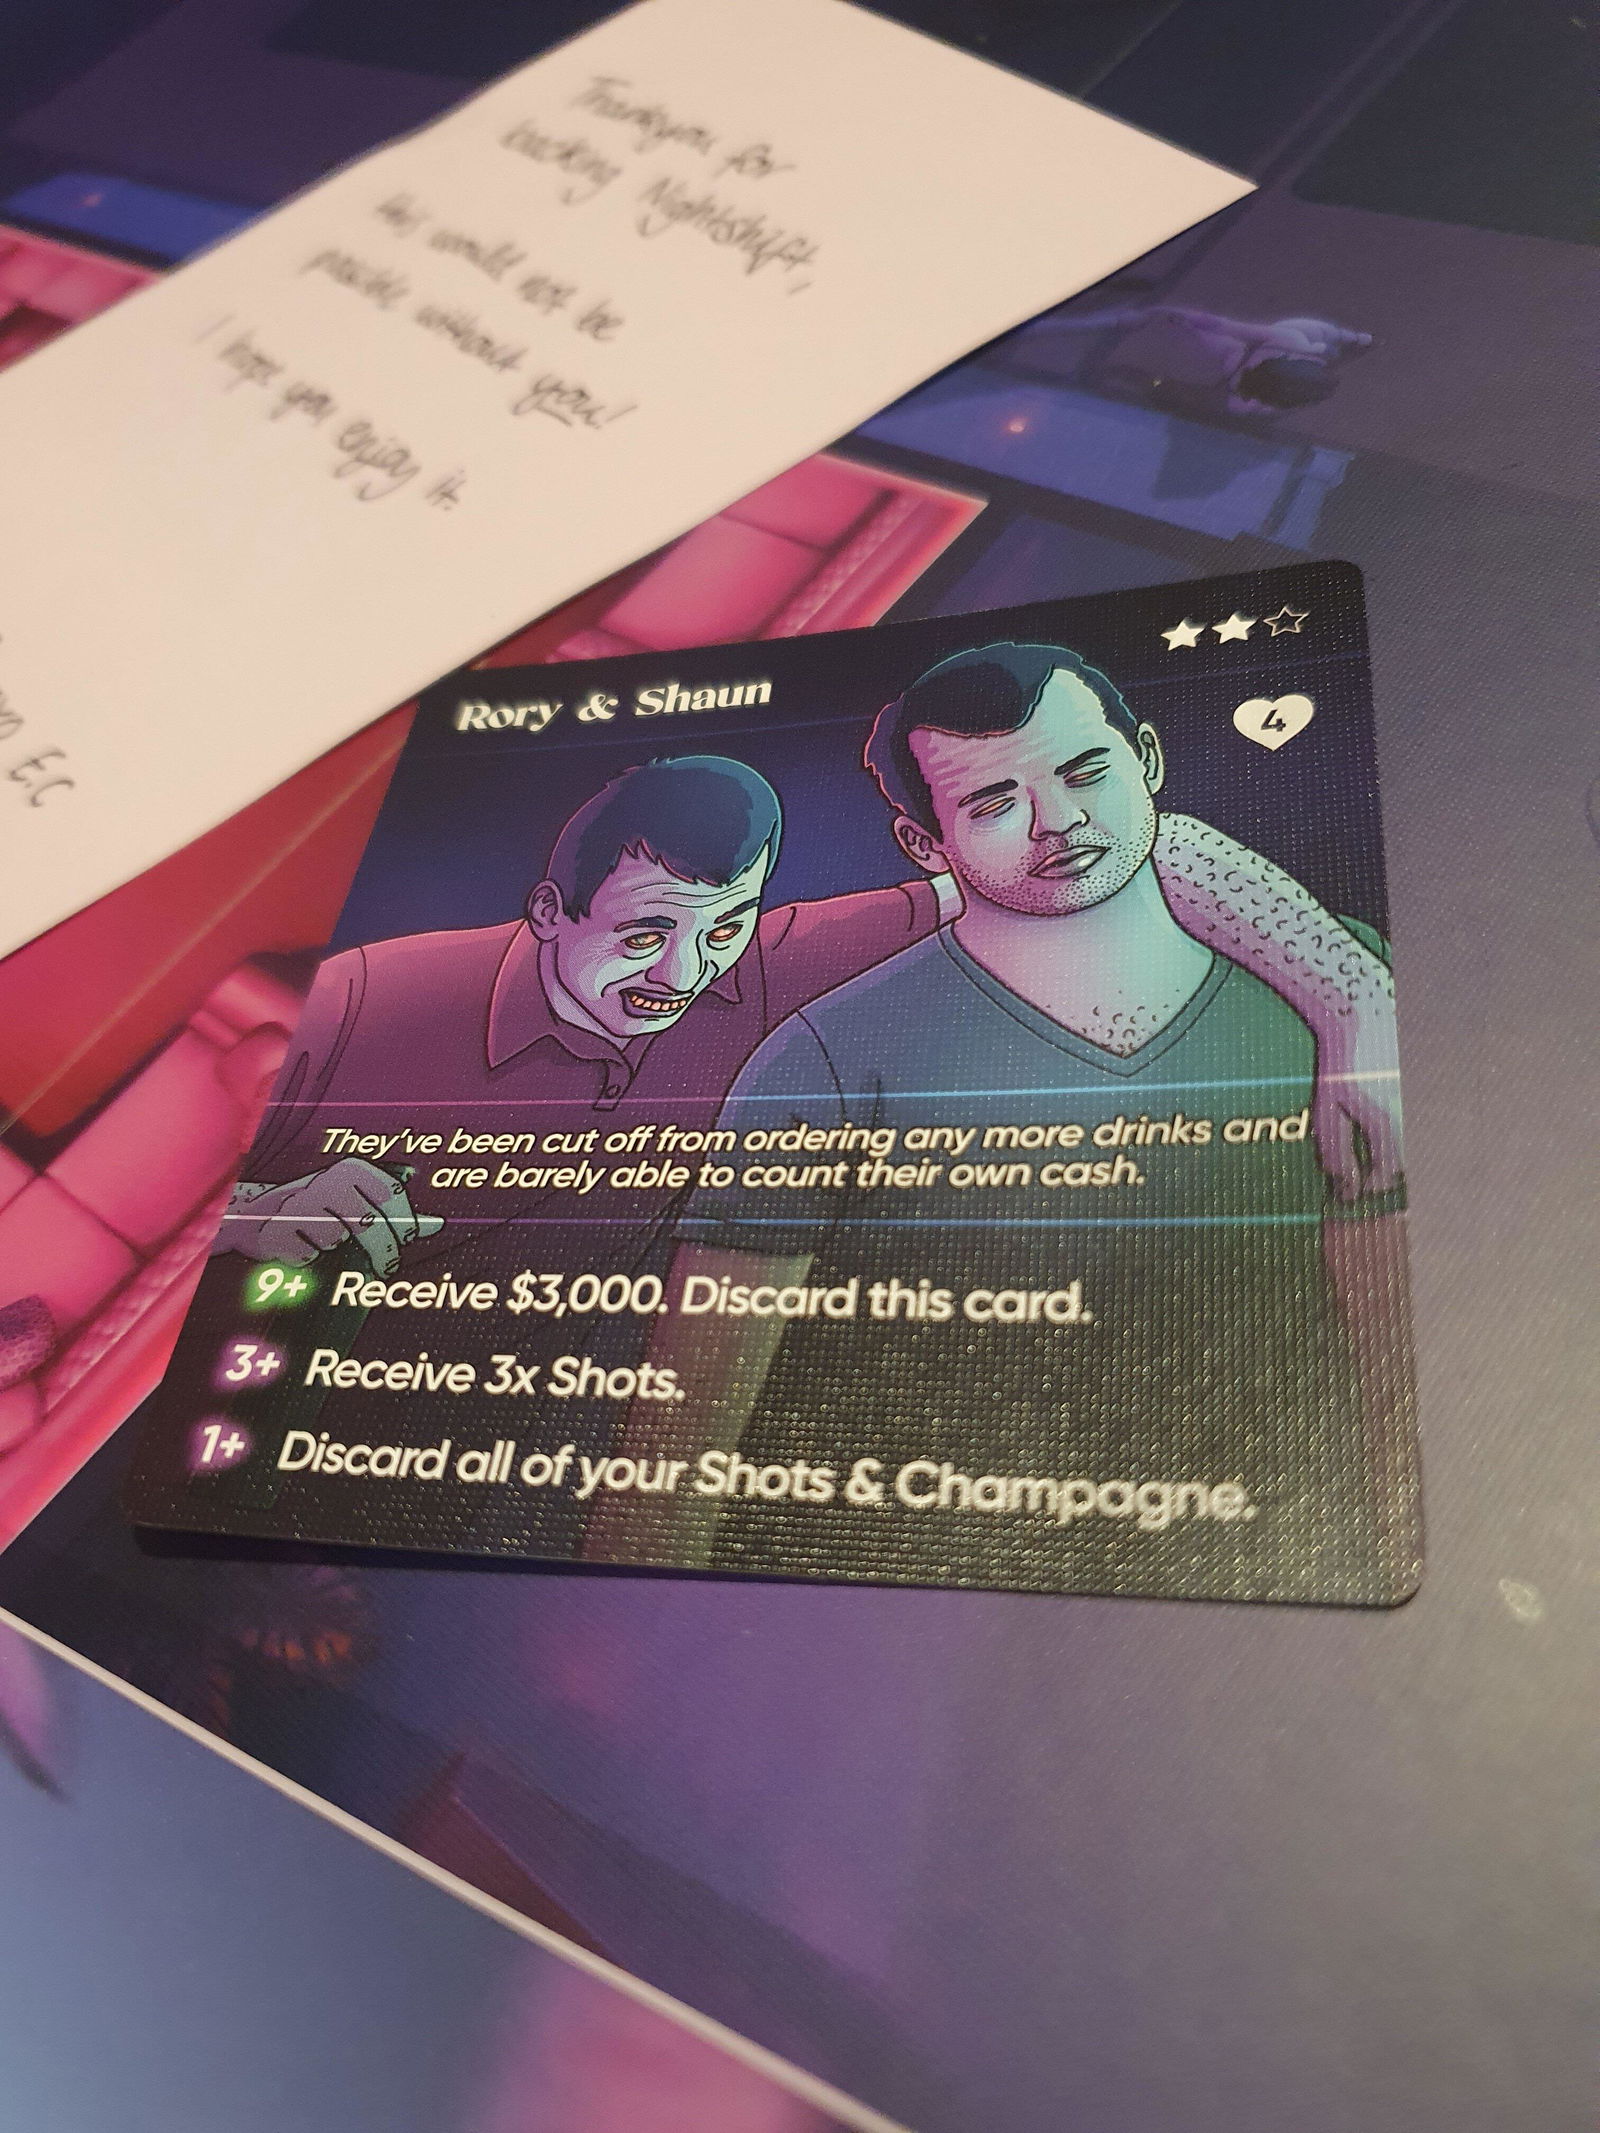 Thankyou for
backing Nightshift,
this would not be
possible without you!
I hope you enjoy it.
E.C
Rory & Shaun
4
They've been cut off from ordering any more drinks and
are barely able to count their own cash.
9+ Receive $3,000. Discard this card.
3+ Receive 3x Shots.
1+ Discard all of your Shots & Champagne.